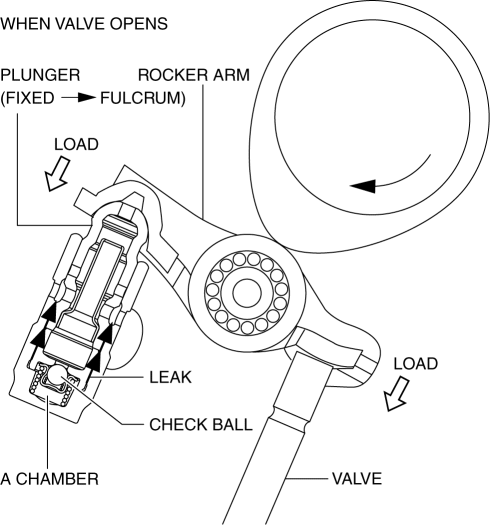 WHEN VALVE OPENS
PLUNGER
(FIXED → FULCRUM)
ROCKER ARM
LOAD
LOAD
LEAK
CHECK BALL
A CHAMBER
VALVE